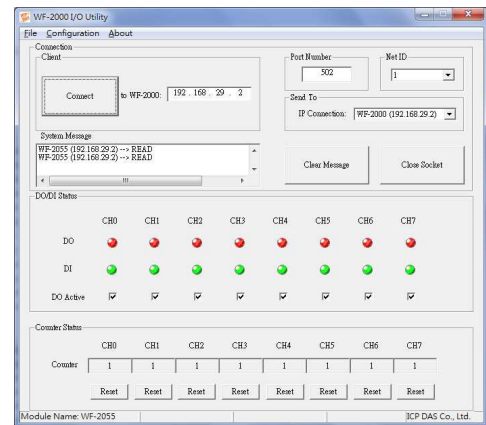 WF-2000 I/O Utility
File Configuration About
Connection
Client
Connect
to WF-2000: 192 . 168 . 29 . 2
Port Number
502
Net ID
1
Send To
IP Connection: WF-2000 (192.168.29.2)
System Message
WF-2055 (192.168.29.2) --> READ
WF-2055 (192.168.29.2) --> READ
Clear Message
Close Socket
DO/DI Status
CH0 CH1 CH2 CH3 CH4 CH5 CH6 CH7
DO
DI
DO Active
Counter Status
CH0 CH1 CH2 CH3 CH4 CH5 CH6 CH7
Counter 1 1 1 1 1 1 1 1
Reset Reset Reset Reset Reset Reset Reset Reset
Module Name: WF-2055
ICP DAS Co., Ltd.